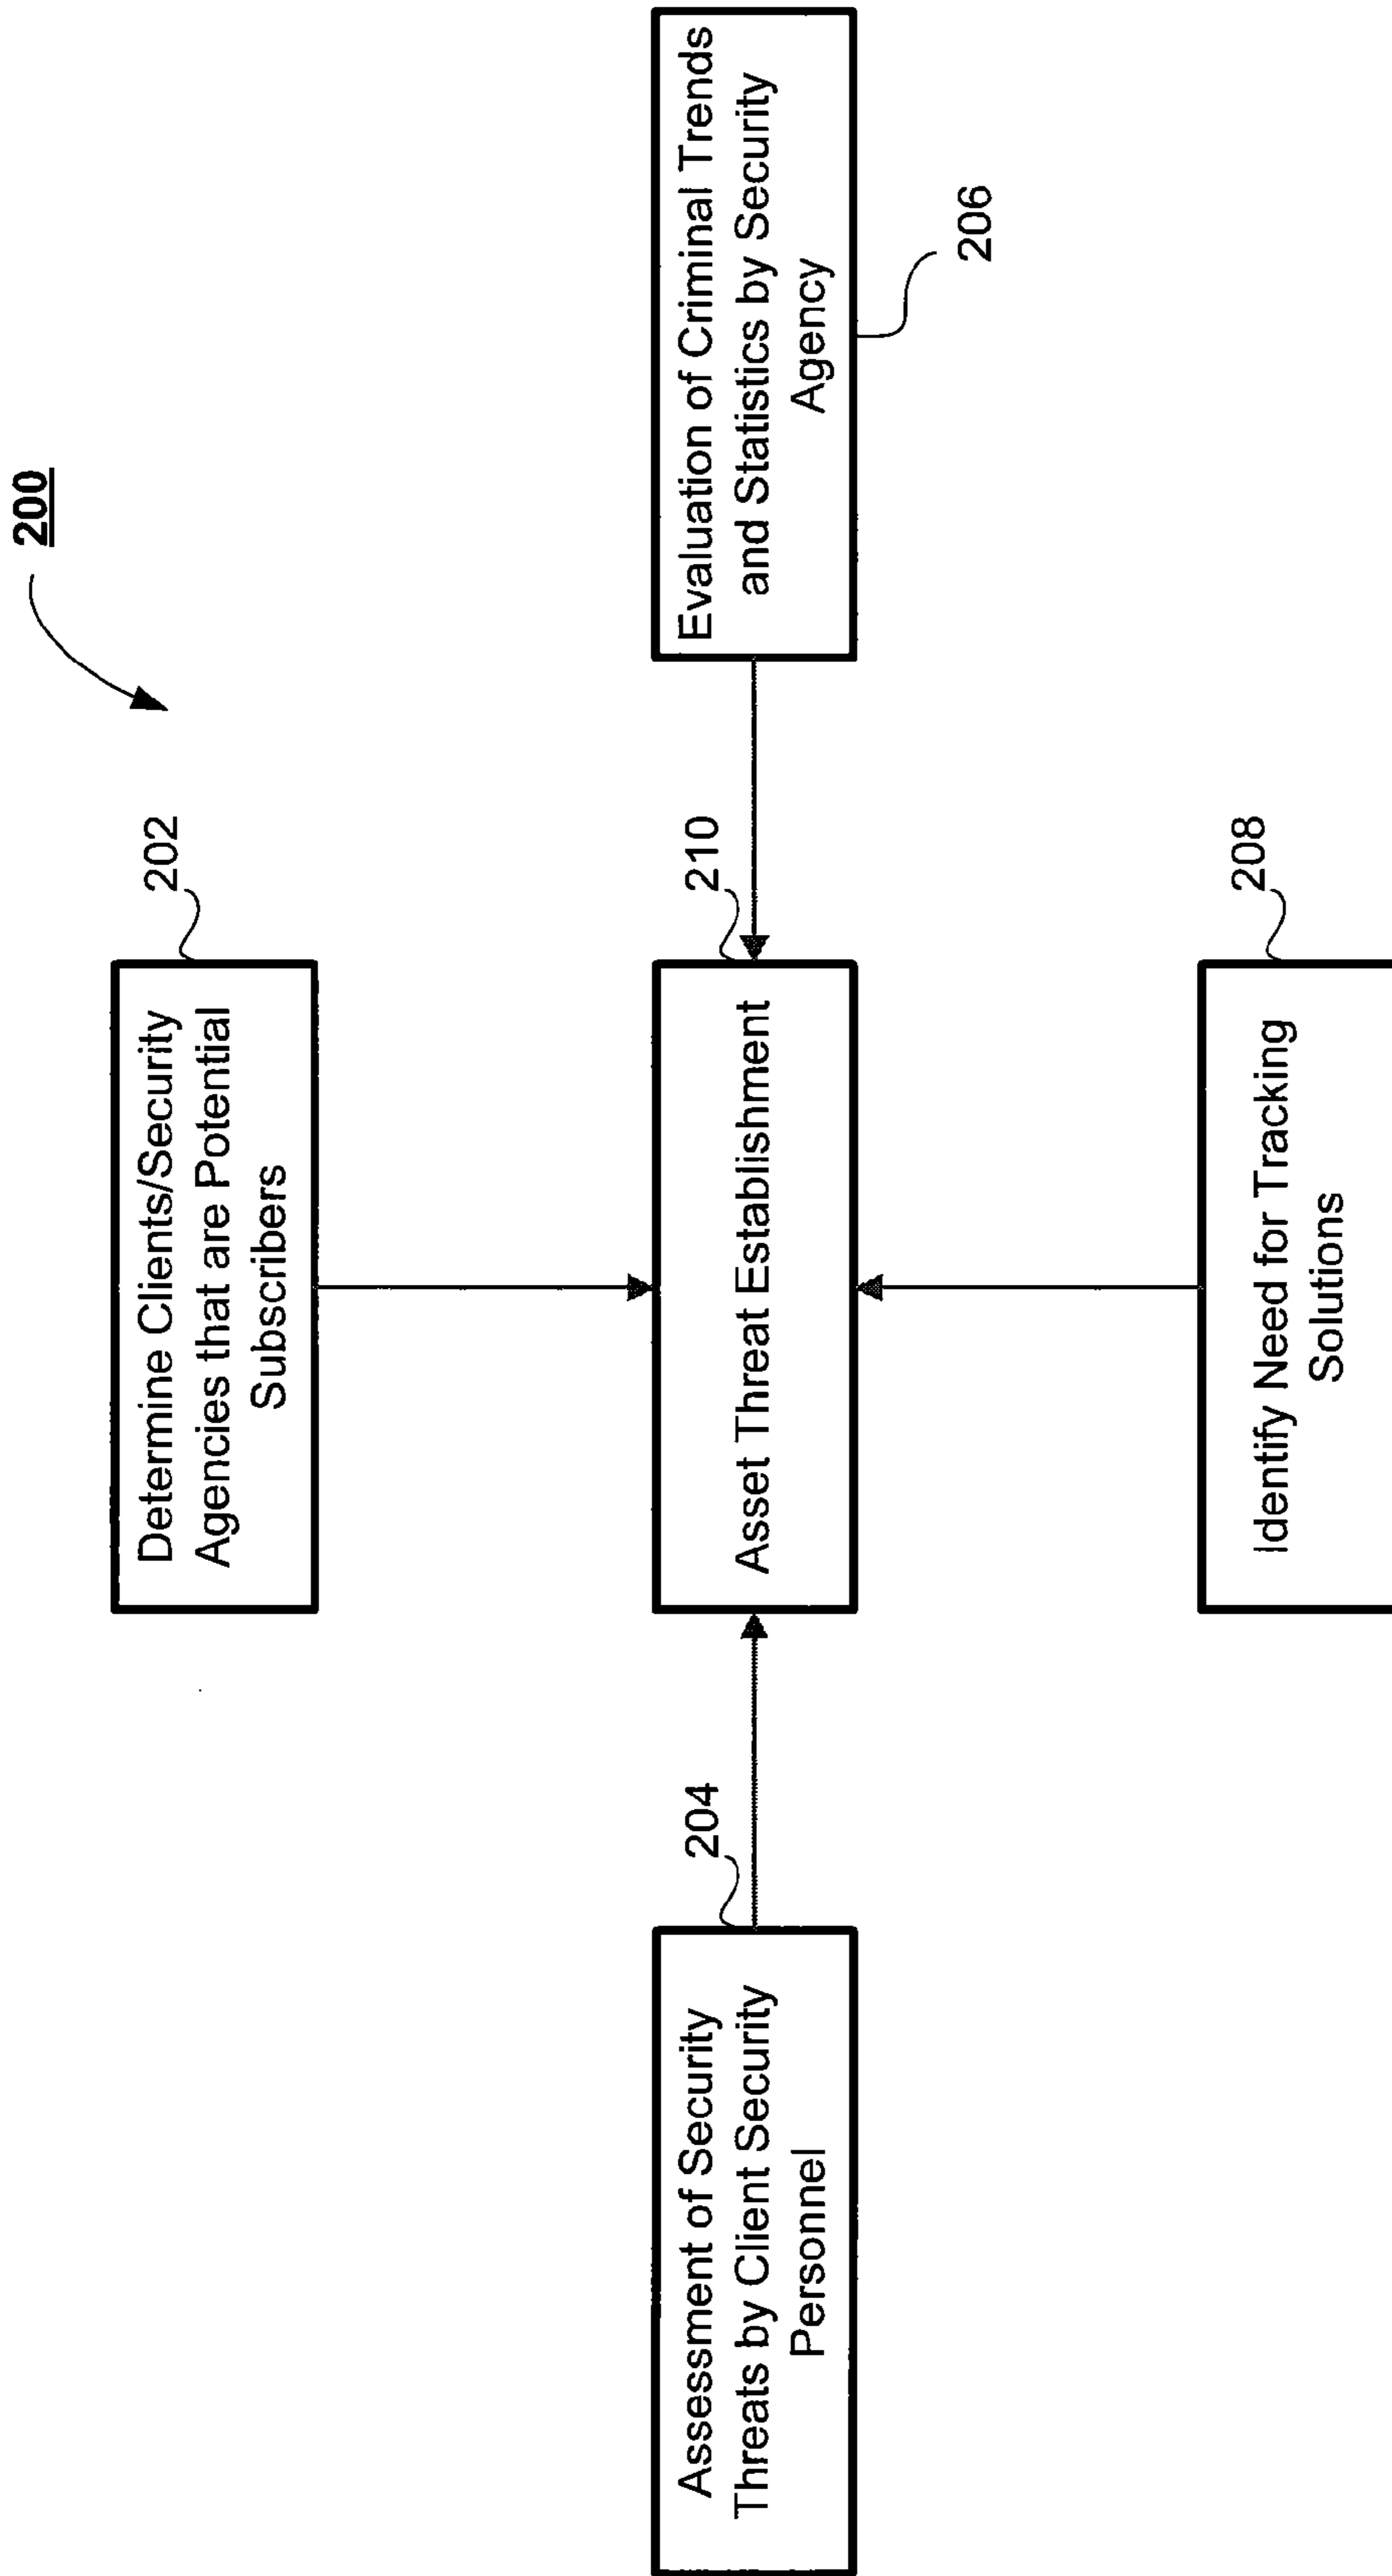 200
202
Determine Clients/Security
Agencies that are Potential
Subscribers
204
Assessment of Security
Threats by Client Security
Personnel
210
Asset Threat Establishment
Evaluation of Criminal Trends
and Statistics by Security
Agency
206
208
Identify Need for Tracking
Solutions